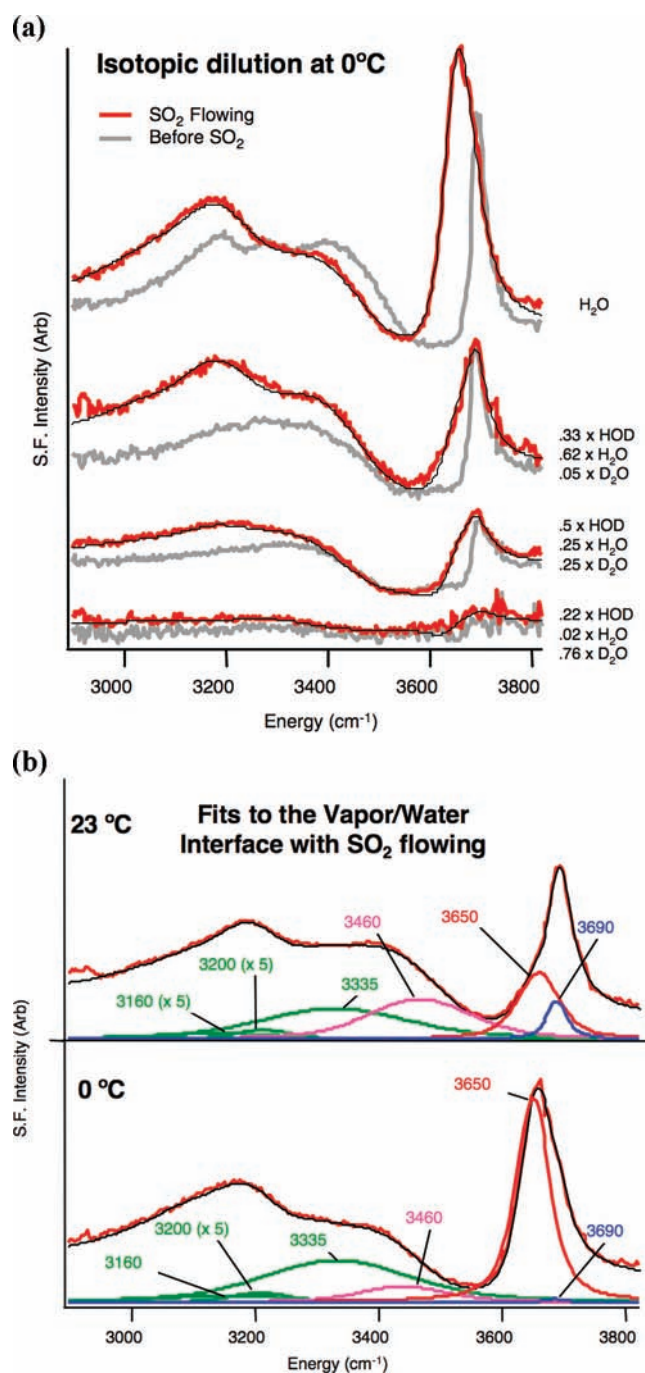 (a)
Isotopic dilution at 0ºC
SO₂ Flowing
Before SO₂
S.F. Intensity (Arb)
H₂O
.33 x HOD
.62 x H₂O
.05 x D₂O
.5 x HOD
.25 x H₂O
.25 x D₂O
.22 x HOD
.02 x H₂O
.76 x D₂O
3000 3200 3400 3600 3800
Energy (cm⁻¹)
(b)
23 ºC
Fits to the Vapor/Water
Interface with SO₂ flowing
3460
3650
3690
3200 (x 5)
3160 (x 5)
3335
S.F. Intensity (Arb)
0 ºC
3650
3200 (x 5)
3335
3460
3690
3160
3000 3200 3400 3600 3800
Energy (cm⁻¹)